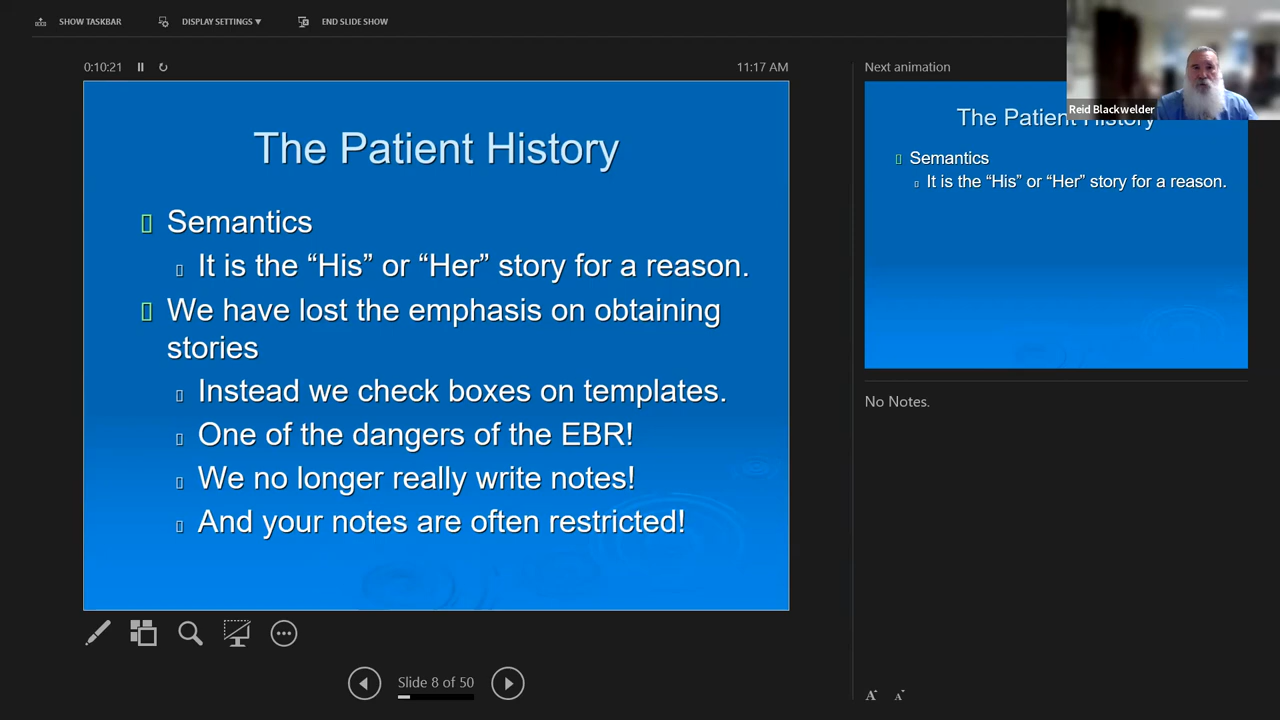 SHOW TASKBAR
DISPLAY SETTINGS ▼
END SLIDE SHOW
0:10:21
11:17 AM
The Patient History
Semantics
It is the “His” or “Her” story for a reason.
We have lost the emphasis on obtaining
stories
Instead we check boxes on templates.
One of the dangers of the EBR!
We no longer really write notes!
And your notes are often restricted!
Slide 8 of 50
Next animation
Reid Blackwelder
The Patient History
Semantics
It is the “His” or “Her” story for a reason.
No Notes.
A
A